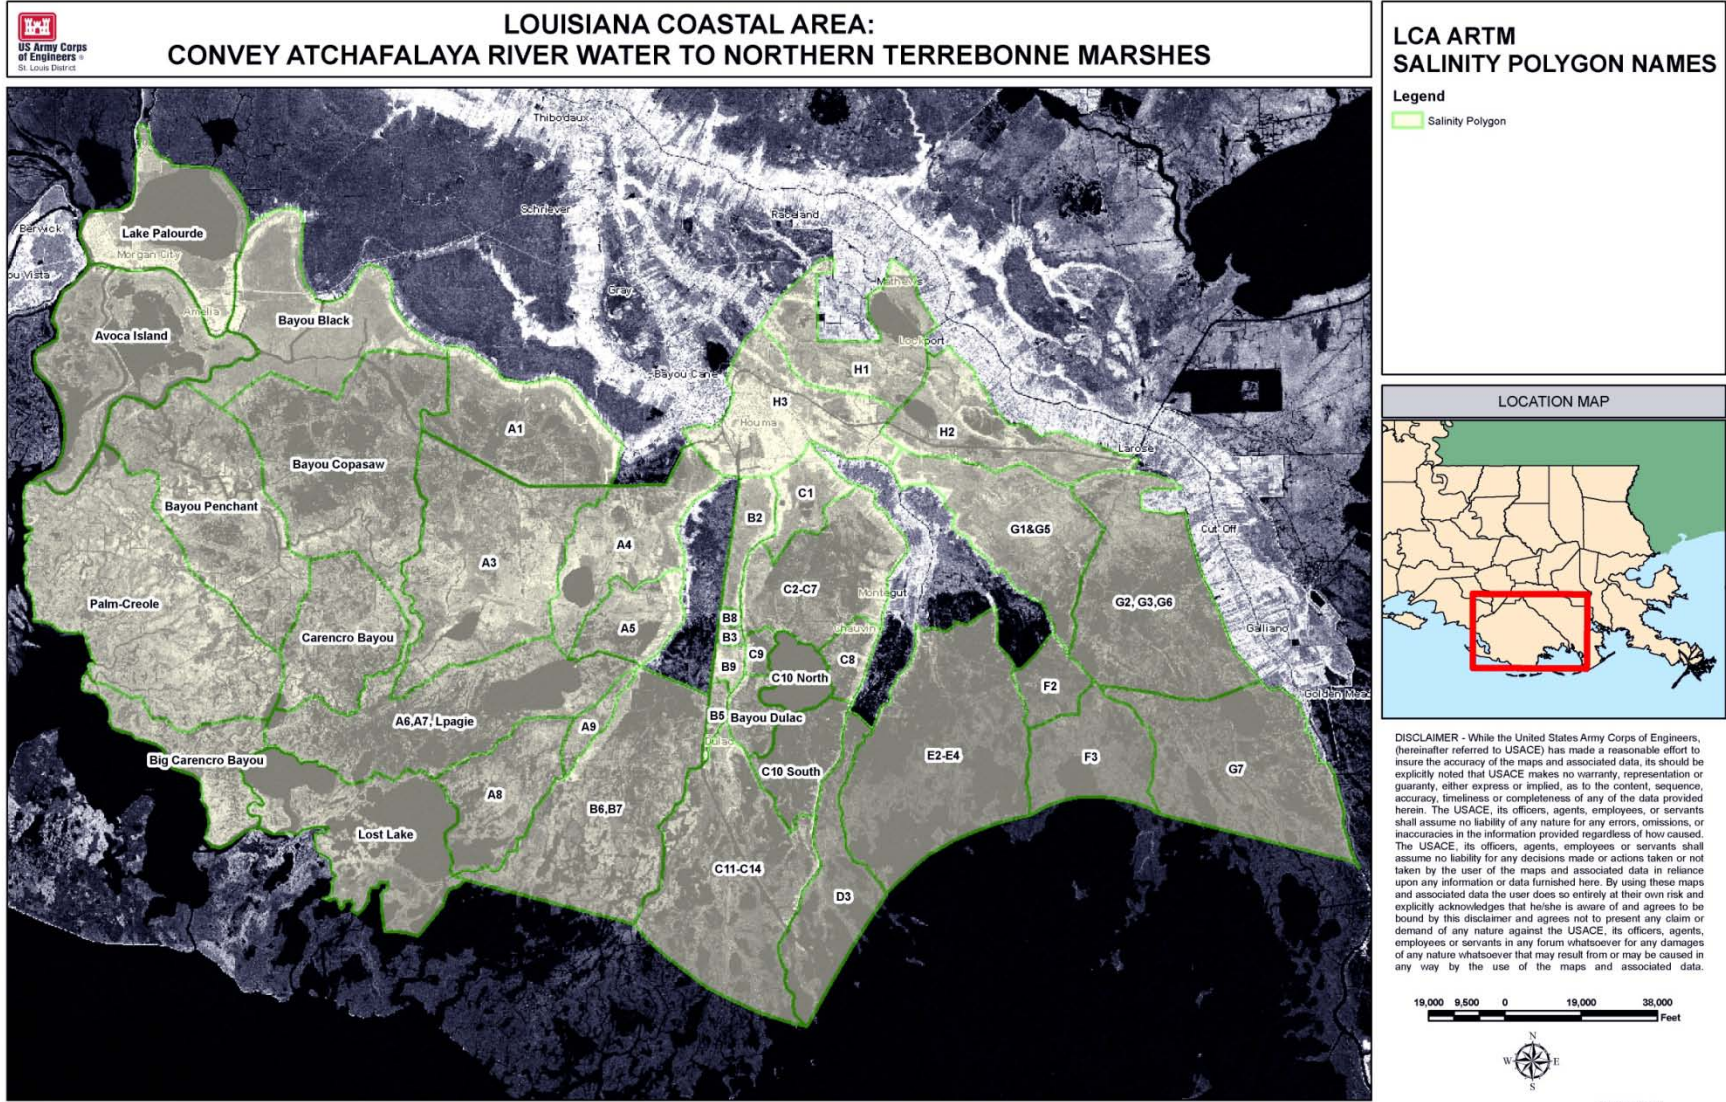 US Army Corps
of Engineers ®
St. Louis District
LOUISIANA COASTAL AREA:
CONVEY ATCHAFALAYA RIVER WATER TO NORTHERN TERREBONNE MARSHES
LCA ARTM
SALINITY POLYGON NAMES
Legend
Salinity Polygon
Thibodaux
Schriever
Raceland
Berwick
Lake Palourde
Morgan City
ou Vista
Gray
Mathews
Amelia
Bayou Black
Avoca Island
Lockport
Bayou Cane
H1
H3
Houma
A1
H2
Larose
Bayou Copasaw
C1
Bayou Penchant
B2
G1&G5
Cut Off
A4
A3
C2-C7
Montegut
Palm-Creole
G2, G3,G6
B8
A5
Chauvin
Galliano
Carencro Bayou
B3
C9
C8
B9
C10 North
F2
Golden Mead
A6,A7, Lpagie
A9
B5
Bayou Dulac
Dulac
Big Carencro Bayou
E2-E4
F3
G7
C10 South
A8
B6,B7
Lost Lake
C11-C14
D3
LOCATION MAP
DISCLAIMER - While the United States Army Corps of Engineers,
(hereinafter referred to USACE) has made a reasonable effort to
insure the accuracy of the maps and associated data, its should be
explicitly noted that USACE makes no warranty, representation or
guaranty, either express or implied, as to the content, sequence,
accuracy, timeliness or completeness of any of the data provided
herein. The USACE, its officers, agents, employees, or servants
shall assume no liability of any nature for any errors, omissions, or
inaccuracies in the information provided regardless of how caused.
The USACE, its officers, agents, employees or servants shall
assume no liability for any decisions made or actions taken or not
taken by the user of the maps and associated data in reliance
upon any information or data furnished here. By using these maps
and associated data the user does so entirely at their own risk and
explicitly acknowledges that he/she is aware of and agrees to be
bound by this disclaimer and agrees not to present any claim or
demand of any nature against the USACE, its officers, agents,
employees or servants in any forum whatsoever for any damages
of any nature whatsoever that may result from or may be caused in
any way by the use of the maps and associated data.
19,000 9,500 0 19,000 38,000
Feet
N
W E
S